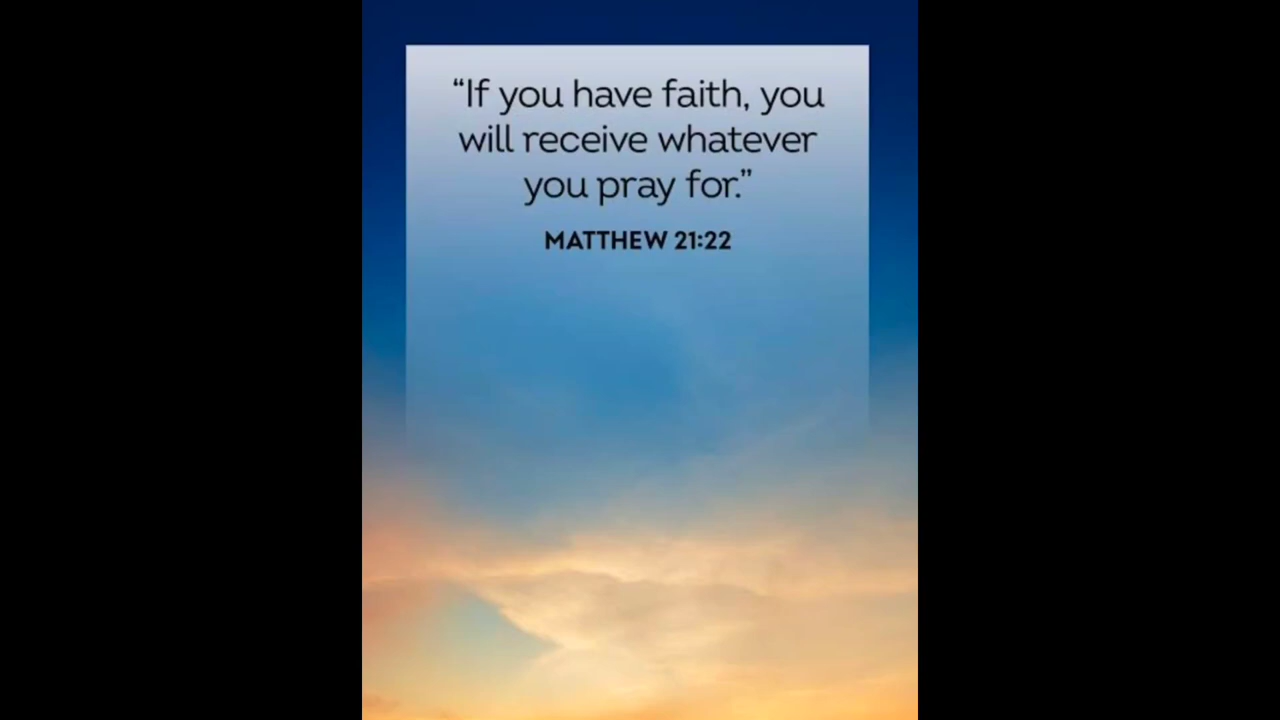 “If you have faith, you
will receive whatever
you pray for.”
MATTHEW 21:22